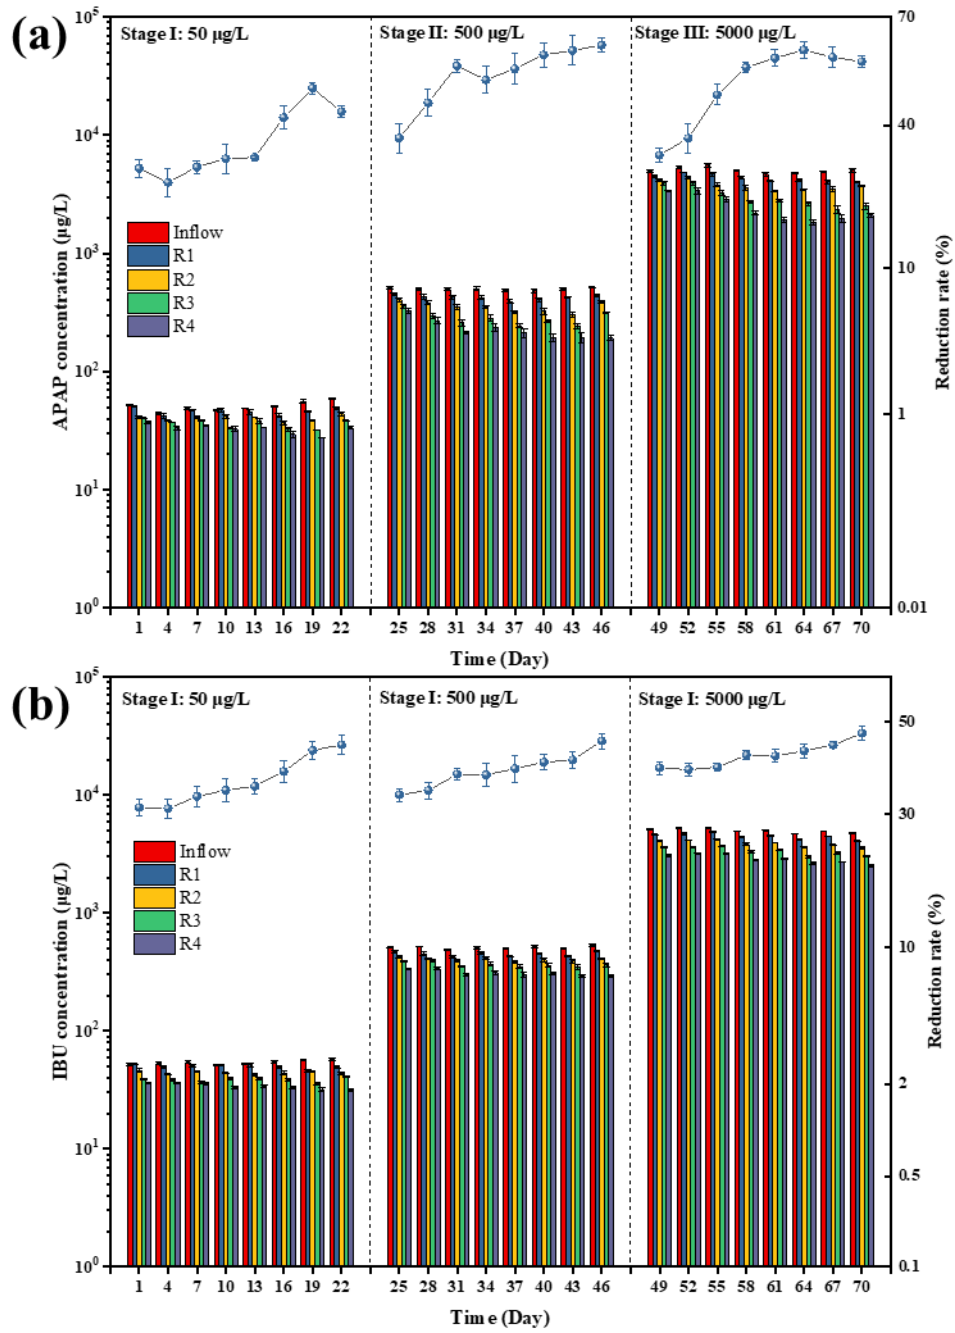 (a)
Stage I: 50 µg/L
Stage II: 500 µg/L
Stage III: 5000 µg/L
APAP concentration (µg/L)
10^5
10^4
10^3
10^2
10^1
10^0
Inflow
R1
R2
R3
R4
70
40
10
1
0.01
Reduction rate (%)
1 4 7 10 13 16 19 22 25 28 31 34 37 40 43 46 49 52 55 58 61 64 67 70
Time (Day)
(b)
Stage I: 50 µg/L
Stage I: 500 µg/L
Stage I: 5000 µg/L
IBU concentration (µg/L)
10^5
10^4
10^3
10^2
10^1
10^0
Inflow
R1
R2
R3
R4
50
30
10
2
0.5
0.1
Reduction rate (%)
1 4 7 10 13 16 19 22 25 28 31 34 37 40 43 46 49 52 55 58 61 64 67 70
Time (Day)